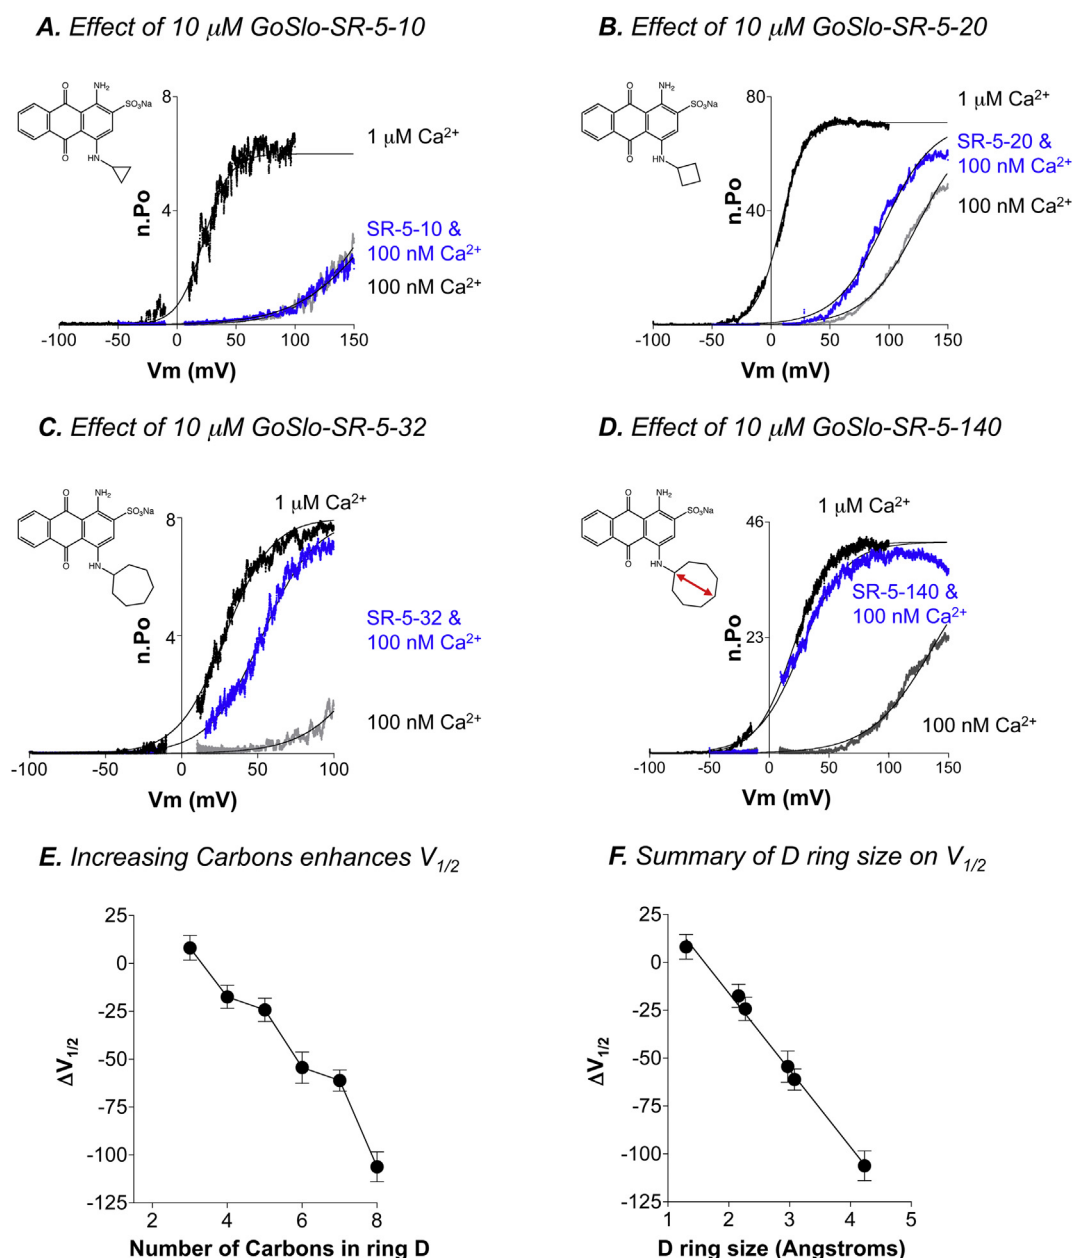 A. Effect of 10 μM GoSlo-SR-5-10
O
NH₂
SO₃Na
O
HN
8
4
n.Po
1 μM Ca²⁺
SR-5-10 &
100 nM Ca²⁺
100 nM Ca²⁺
-100 -50 0 50 100 150
Vm (mV)
B. Effect of 10 μM GoSlo-SR-5-20
O
NH₂
SO₃Na
O
HN
80
40
n.Po
1 μM Ca²⁺
SR-5-20 &
100 nM Ca²⁺
100 nM Ca²⁺
-100 -50 0 50 100 150
Vm (mV)
C. Effect of 10 μM GoSlo-SR-5-32
O
NH₂
SO₃Na
O
HN
8
4
n.Po
1 μM Ca²⁺
SR-5-32 &
100 nM Ca²⁺
100 nM Ca²⁺
-100 -50 0 50 100
Vm (mV)
D. Effect of 10 μM GoSlo-SR-5-140
O
NH₂
SO₃Na
O
HN
46
23
n.Po
1 μM Ca²⁺
SR-5-140 &
100 nM Ca²⁺
100 nM Ca²⁺
-100 -50 0 50 100 150
Vm (mV)
E. Increasing Carbons enhances V₁/₂
25
0
-25
-50
-75
-100
-125
ΔV₁/₂
2 4 6 8
Number of Carbons in ring D
F. Summary of D ring size on V₁/₂
25
0
-25
-50
-75
-100
-125
ΔV₁/₂
1 2 3 4 5
D ring size (Angstroms)